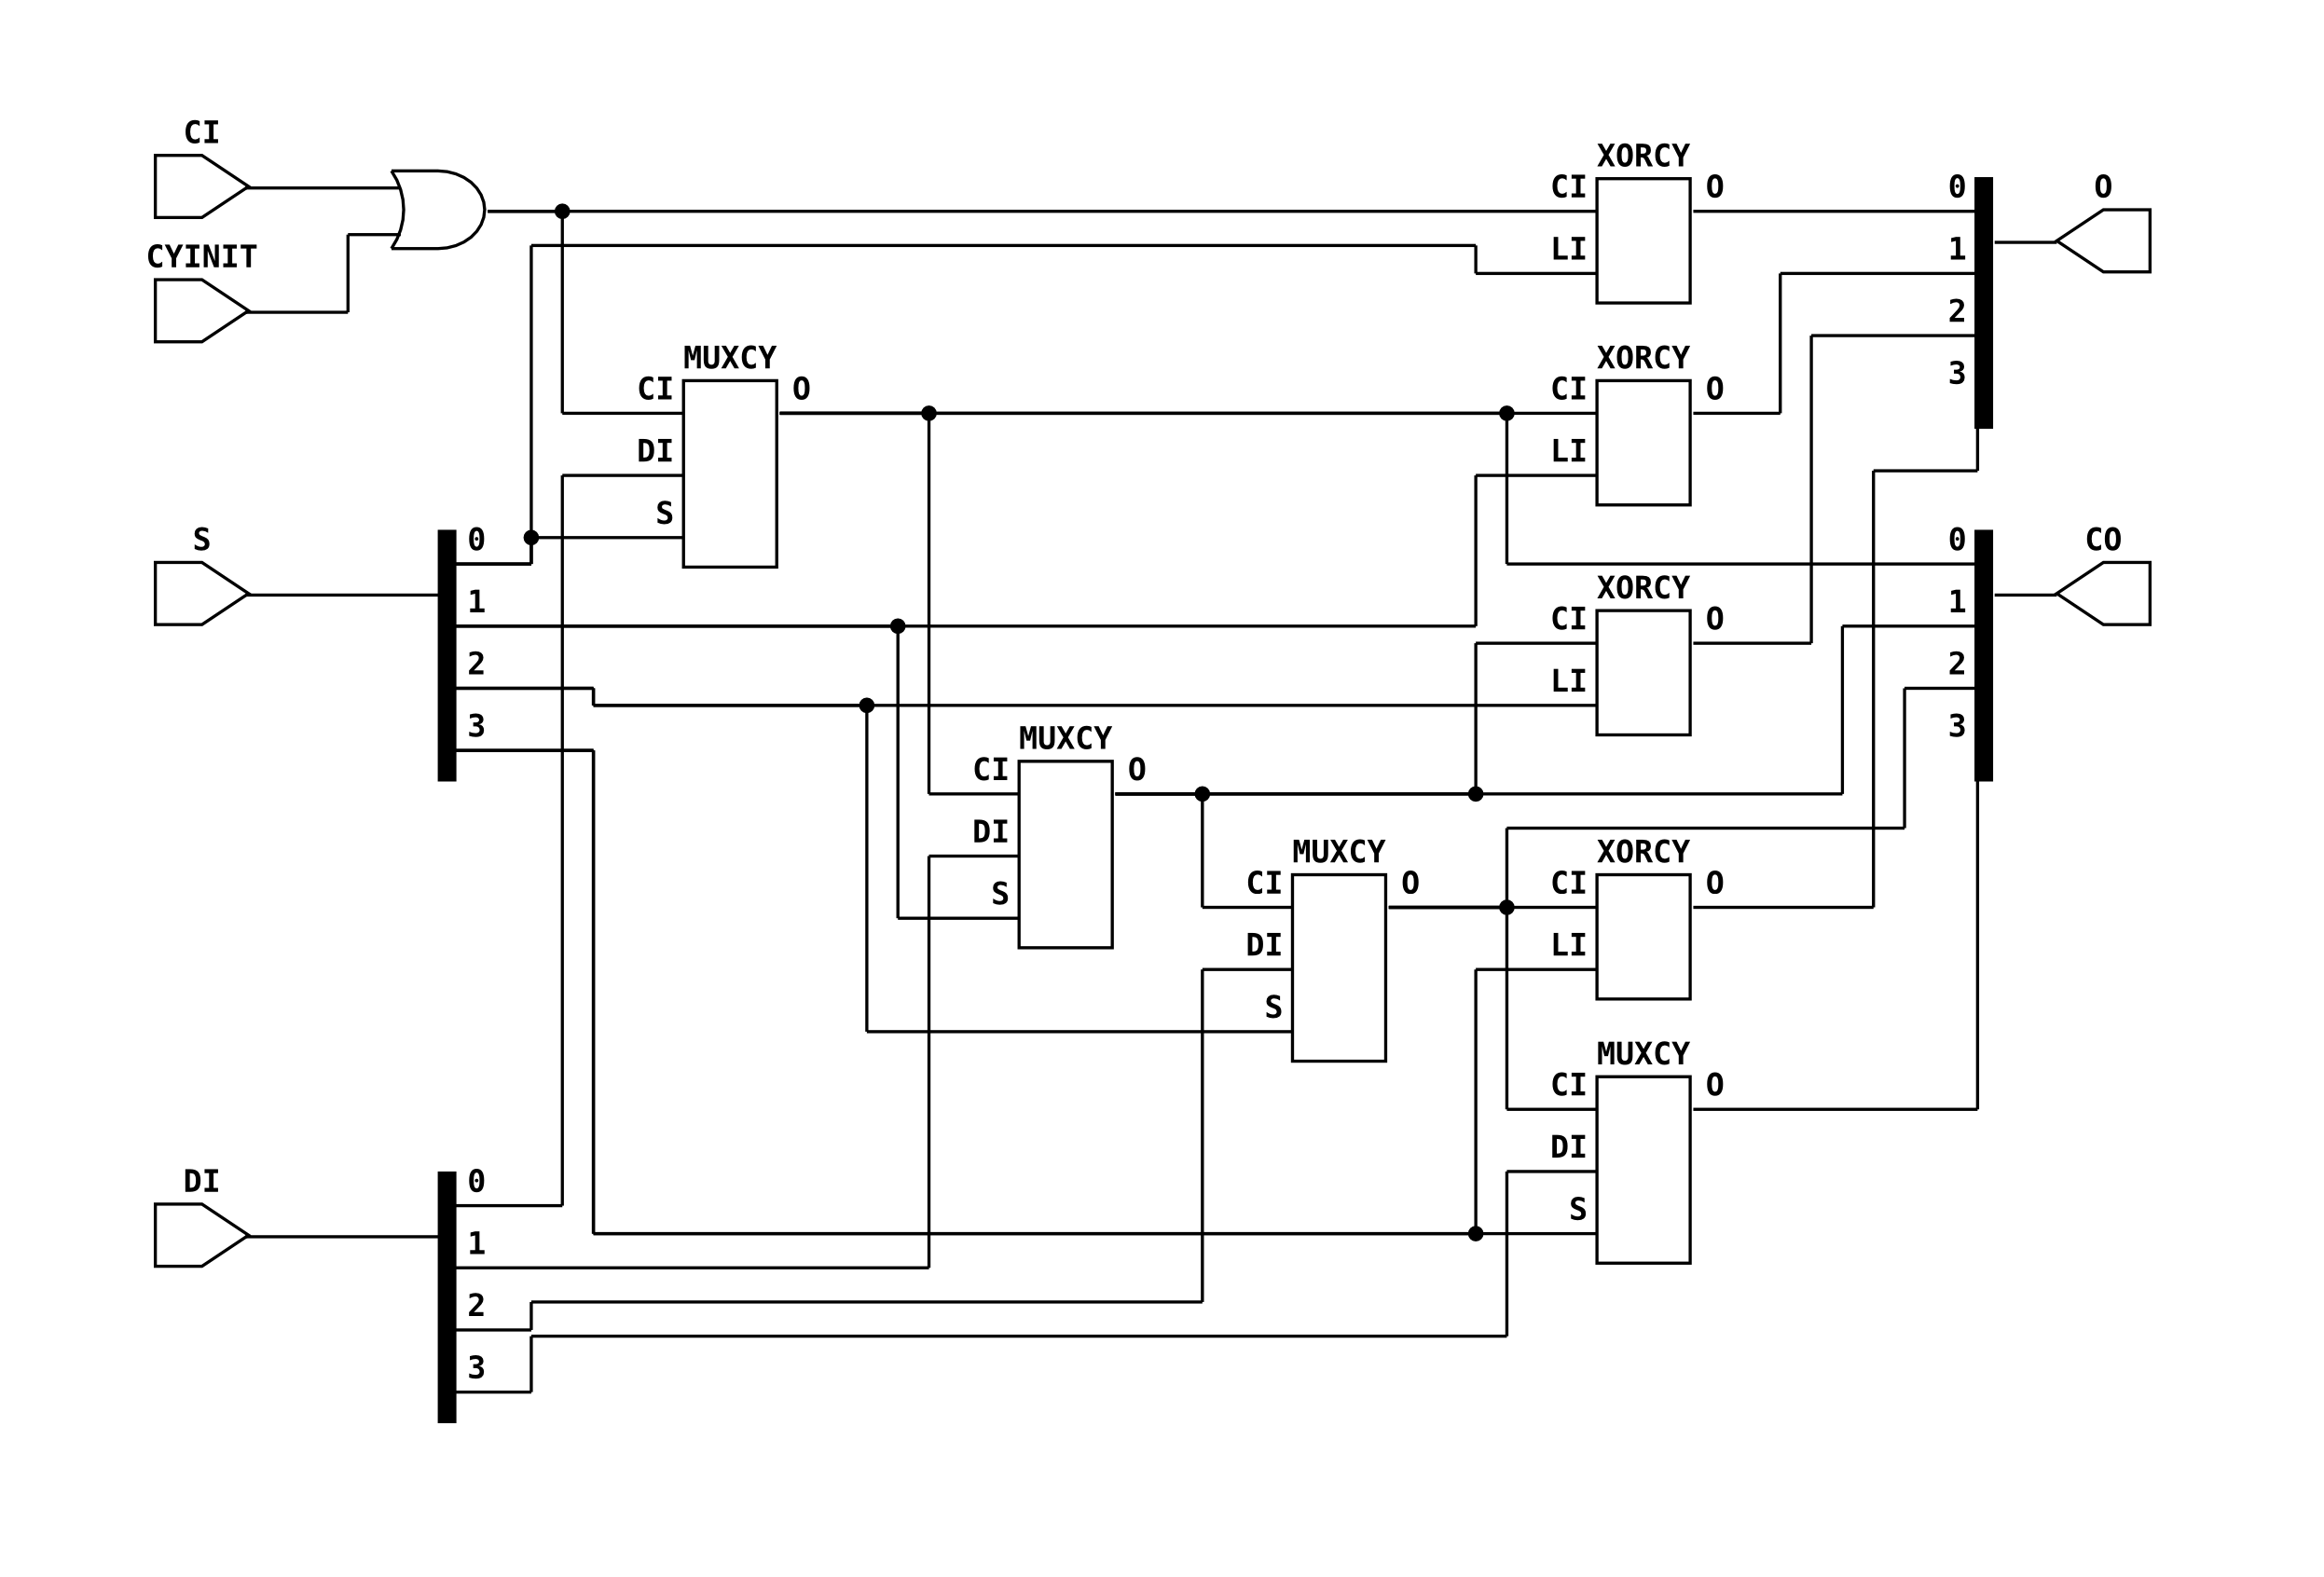 CI
XORCY
CI O 0 O
LI 1
CYINIT
2
MUXCY XORCY
CI O CI O 3
DI LI
S
S 0 0 CO
1 XORCY 1
CI O
2 LI 2
3 MUXCY 3
CI O
DI MUXCY XORCY
S CI O CI O
DI LI
S
MUXCY
CI O
DI
DI 0 S
1
2
3